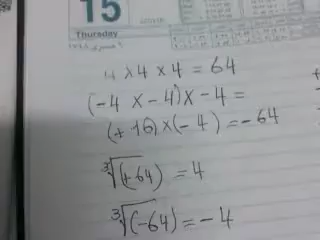 15
Thursday
4 × 4 × 4 = 64
(-4 × -4) × -4 =
(+16) × (-4) = -64
∛(+64) = 4
∛(-64) = -4